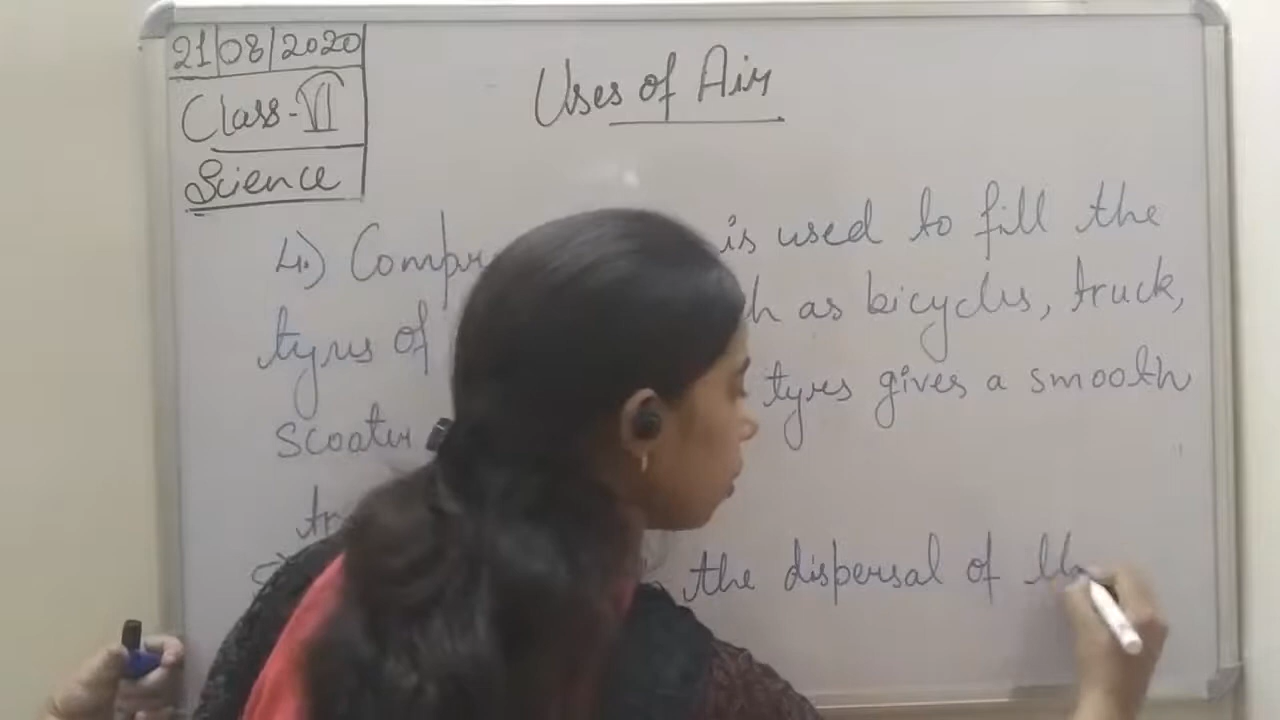 21/08/2020
Class-VI
Science
Uses of Air
4.) is used to fill the
tyres of as bicycles, truck,
scooter tyres gives a smooth
the dispersal of